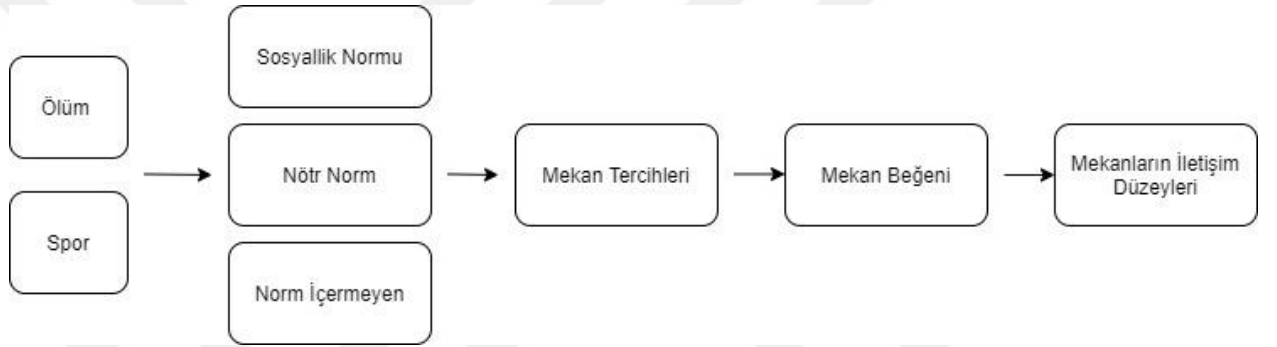 Ölüm
Spor
Sosyallik Normu
Nötr Norm
Norm İçermeyen
Mekan Tercihleri
Mekan Beğeni
Mekanların İletişim
Düzeyleri